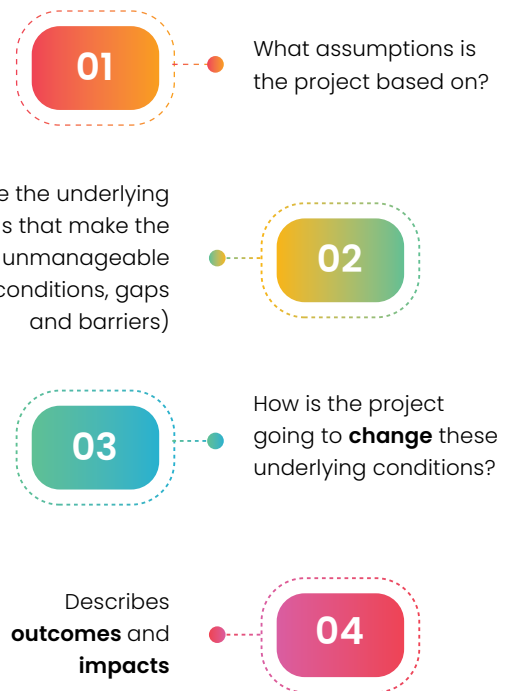 01
What assumptions is
the project based on?
the underlying
that make the
unmanageable
conditions, gaps
and barriers)
02
03
How is the project
going to change these
underlying conditions?
Describes
outcomes and
impacts
04